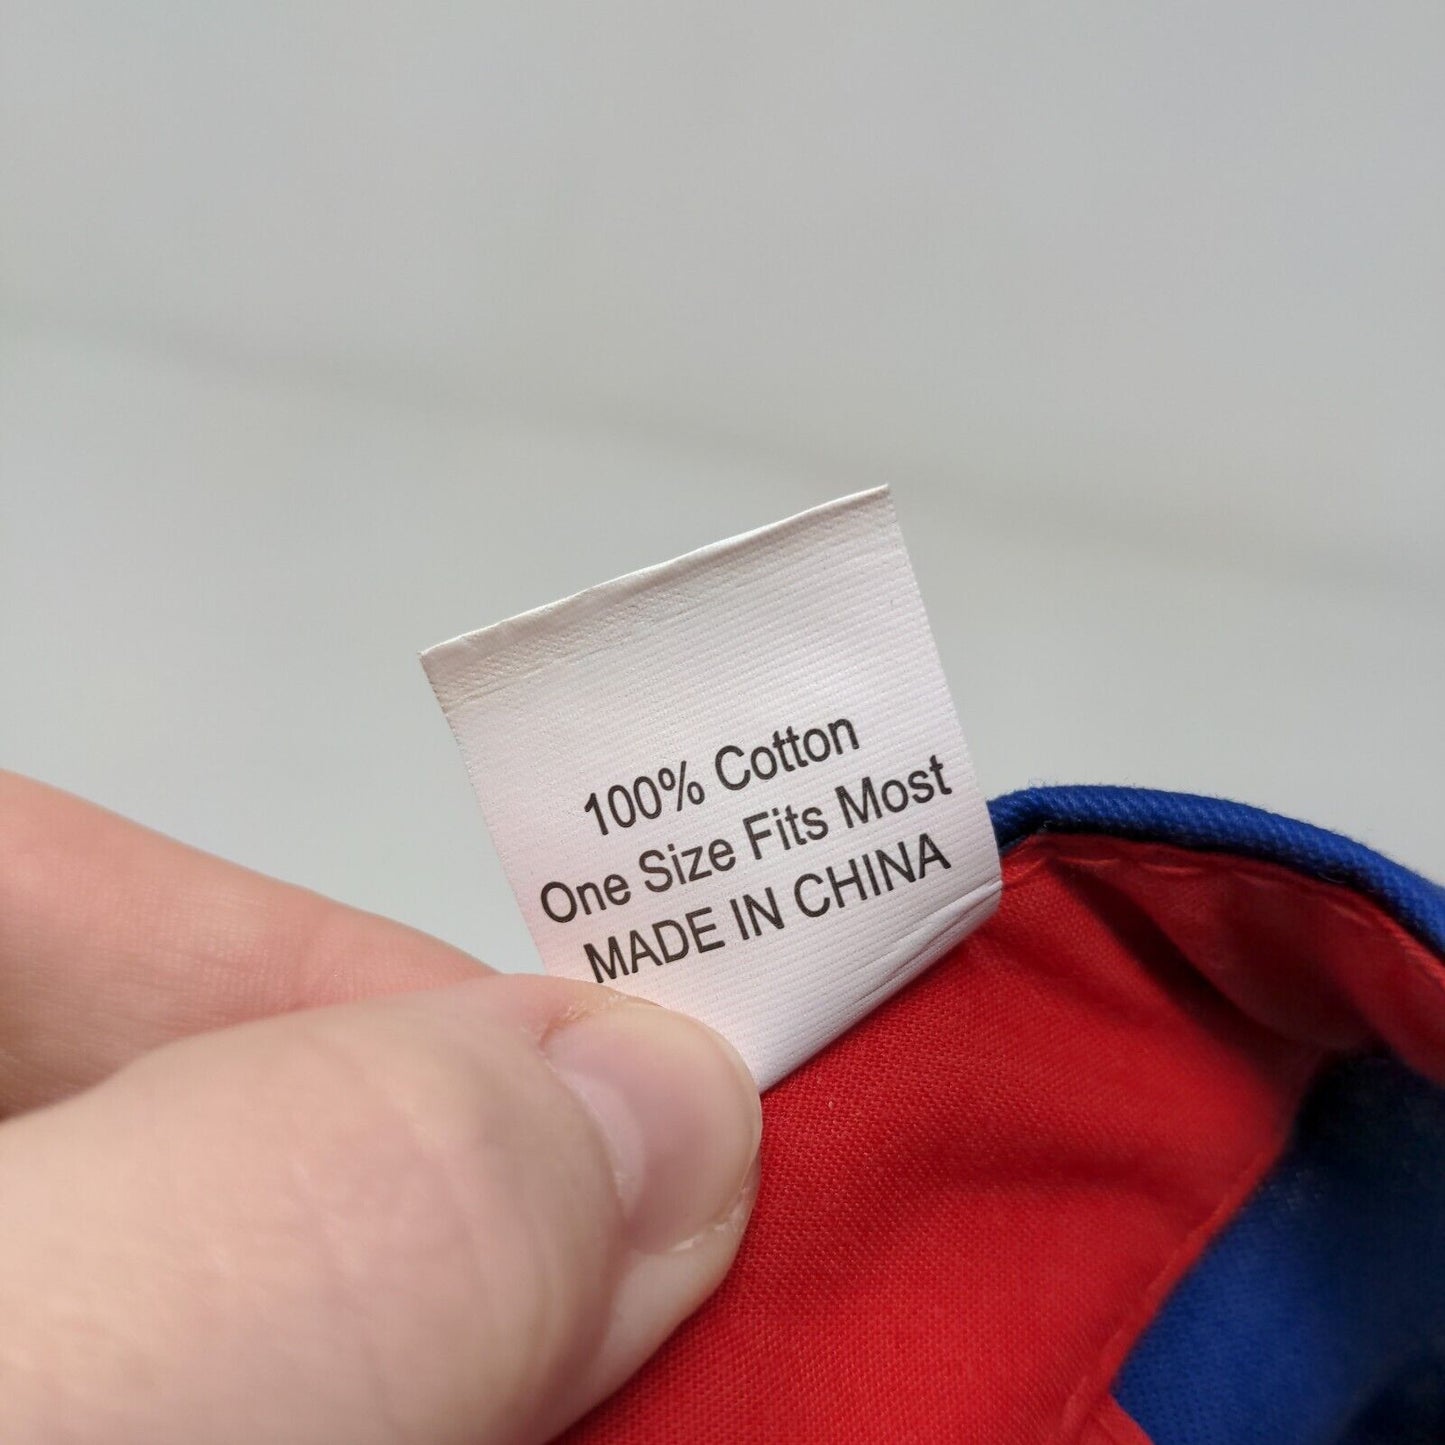 100% Cotton
One Size Fits Most
MADE IN CHINA